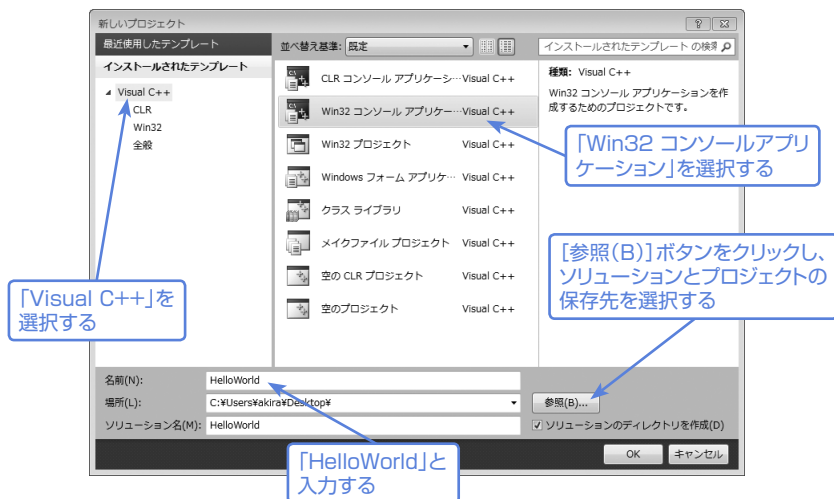 新しいプロジェクト
最近使用したテンプレート
並べ替え基準: 既定
インストールされたテンプレート の検索
インストールされたテンプレート
Visual C++
CLR
Win32
全般
CLR コンソール アプリケーシ… Visual C++
Win32 コンソール アプリケー… Visual C++
Win32 プロジェクト Visual C++
Windows フォーム アプリケ… Visual C++
クラス ライブラリ Visual C++
メイクファイル プロジェクト Visual C++
空の CLR プロジェクト Visual C++
空のプロジェクト Visual C++
種類: Visual C++
Win32 コンソール アプリケーションを作
成するためのプロジェクトです。
「Win32 コンソールアプリ
ケーション」を選択する
[参照(B)]ボタンをクリックし、
ソリューションとプロジェクトの
保存先を選択する
「Visual C++」を
選択する
名前(N): HelloWorld
場所(L): C:¥Users¥akira¥Desktop¥
参照(B)...
ソリューション名(M): HelloWorld
ソリューションのディレクトリを作成(D)
「HelloWorld」と
入力する
OK
キャンセル